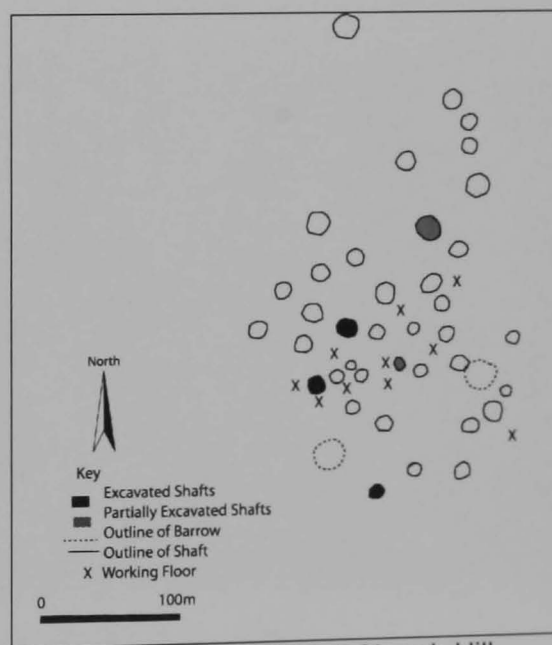 North
Key
Excavated Shafts
Partially Excavated Shafts
Outline of Barrow
Outline of Shaft
X Working Floor
0 100m
X
X
X
X
X
X
X
X
X
X